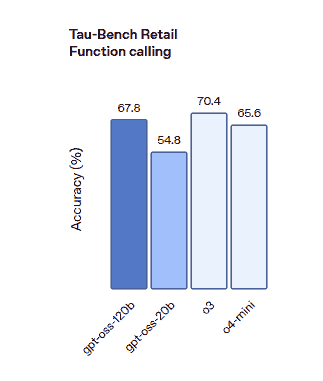 Tau-Bench Retail
Function calling
70.4
67.8
65.6
54.8
Accuracy (%)
gpt-oss-120b
gpt-oss-20b
o3
o4-mini